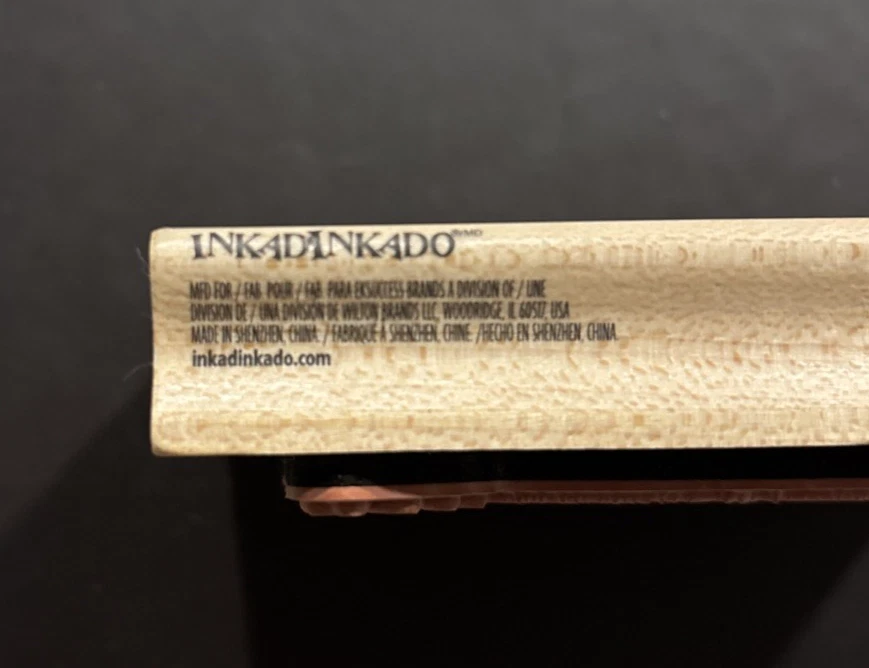 INKADINKADO ®/MD
MFD FOR / FAB. POUR / FAB. PARA EKSUCCESS BRANDS A DIVISION OF / UNE
DIVISION DE / UNA DIVISIÓN DE WILTON BRANDS LLC, WOODRIDGE, IL 60517, USA
MADE IN SHENZHEN, CHINA. / FABRIQUÉ À SHENZHEN, CHINE. /HECHO EN SHENZHEN, CHINA.
inkadinkado.com